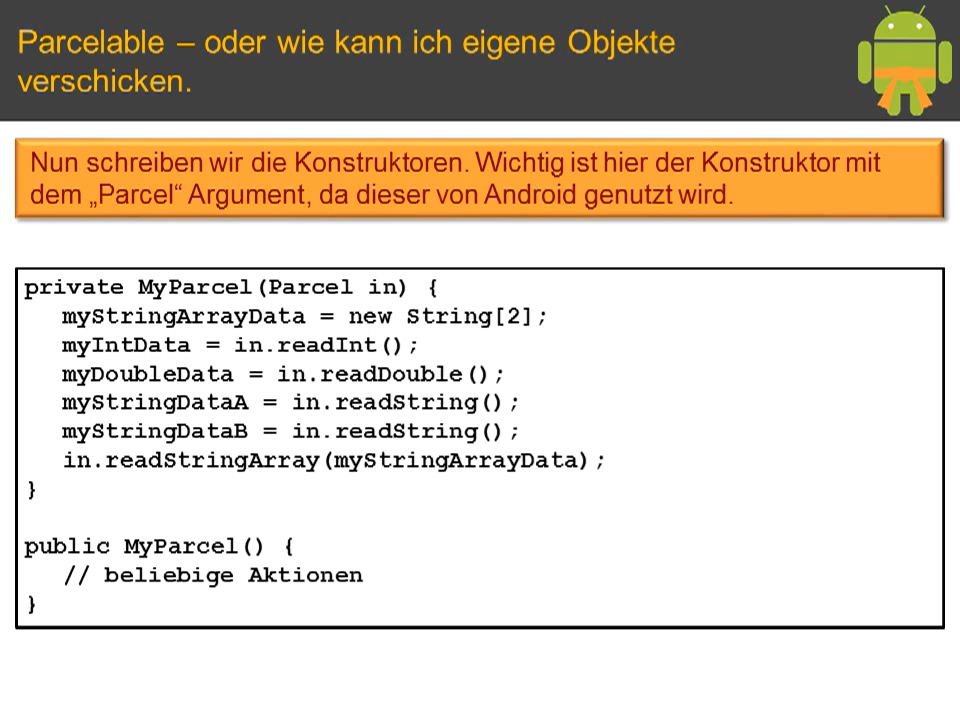 Parcelable – oder wie kann ich eigene Objekte
verschicken.
Nun schreiben wir die Konstruktoren. Wichtig ist hier der Konstruktor mit
dem „Parcel“ Argument, da dieser von Android genutzt wird.
private MyParcel(Parcel in) {
myStringArrayData = new String[2];
myIntData = in.readInt();
myDoubleData = in.readDouble();
myStringDataA = in.readString();
myStringDataB = in.readString();
in.readStringArray(myStringArrayData);
}
public MyParcel() {
// beliebige Aktionen
}